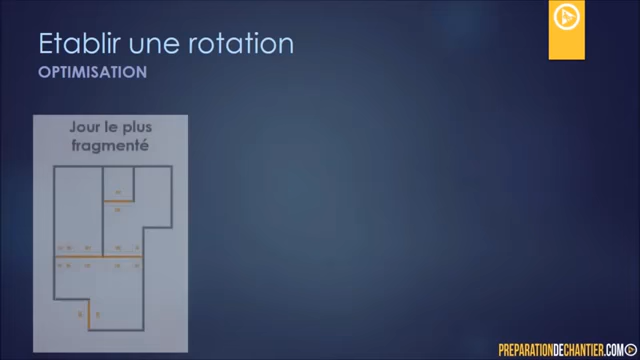 Etablir une rotation
OPTIMISATION
Jour le plus
fragmenté
PREPARATIONDECHANTIER.COM